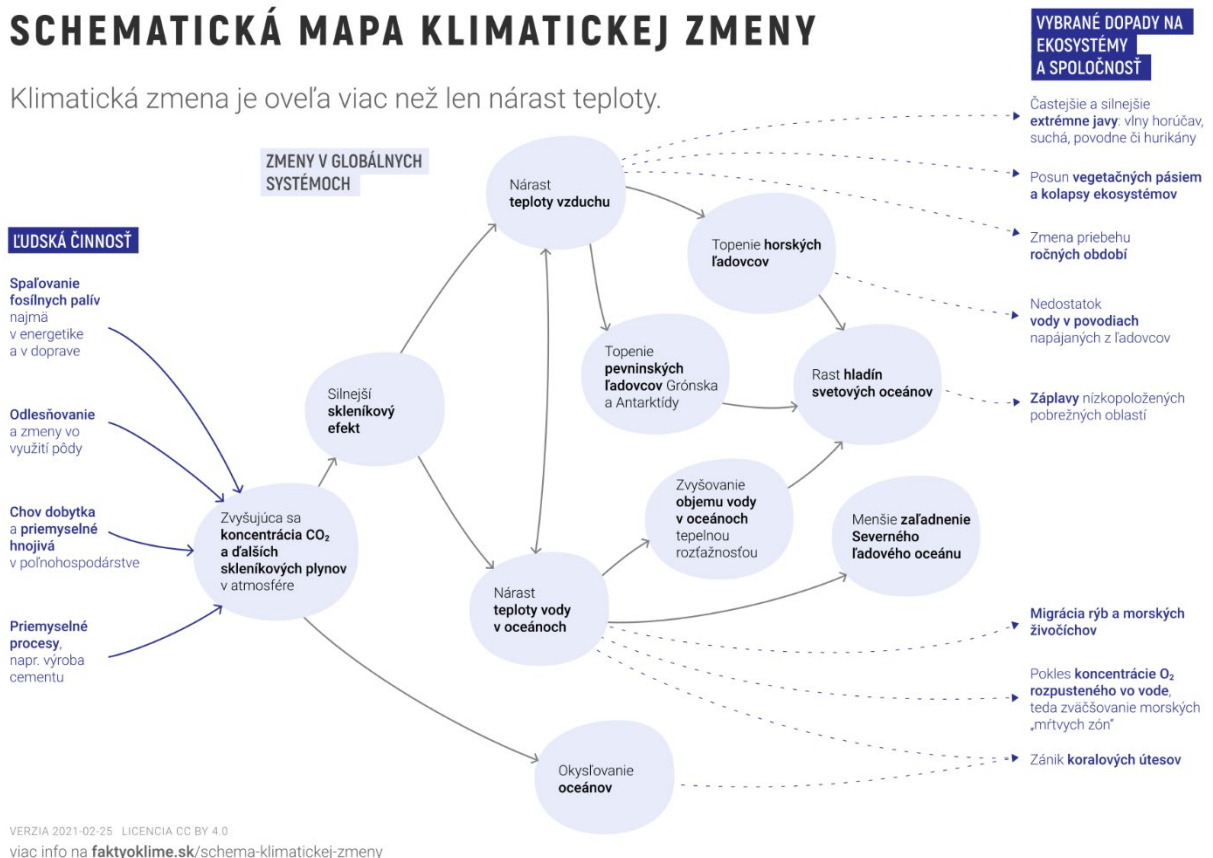 SCHEMATICKÁ MAPA KLIMATICKEJ ZMENY
Klimatická zmena je oveľa viac než len nárast teploty.
ĽUDSKÁ ČINNOSŤ
Spaľovanie
fosílnych palív
najmä
v energetike
a v doprave
Odlesňovanie
a zmeny vo
využití pôdy
Chov dobytka
a priemyselné
hnojivá
v poľnohospodárstve
Priemyselné
procesy,
napr. výroba
cementu
ZMENY V GLOBÁLNYCH
SYSTÉMOCH
Zvyšujúca sa
koncentrácia CO₂
a ďalších
skleníkových plynov
v atmosfére
Silnejší
skleníkový
efekt
Nárast
teploty vzduchu
Topenie horských
ľadovcov
Topenie
pevninských
ľadovcov Grónska
a Antarktídy
Rast hladín
svetových oceánov
Zvyšovanie
objemu vody
v oceánoch
tepelnou
rozťažnosťou
Menšie zaľadnenie
Severného
ľadového oceánu
Nárast
teploty vody
v oceánoch
Okysľovanie
oceánov
VYBRANÉ DOPADY NA
EKOSYSTÉMY
A SPOLOČNOSŤ
Častejšie a silnejšie
extrémne javy: vlny horúčav,
suchá, povodne či hurikány
Posun vegetačných pásiem
a kolapsy ekosystémov
Zmena priebehu
ročných období
Nedostatok
vody v povodiach
napájaných z ľadovcov
Záplavy nízkopoložených
pobrežných oblastí
Migrácia rýb a morských
živočíchov
Pokles koncentrácie O₂
rozpusteného vo vode,
teda zväčšovanie morských
„mŕtvych zón“
Zánik koralových útesov
VERZIA 2021-02-25 LICENCIA CC BY 4.0
viac info na faktyoklime.sk/schema-klimatickej-zmeny